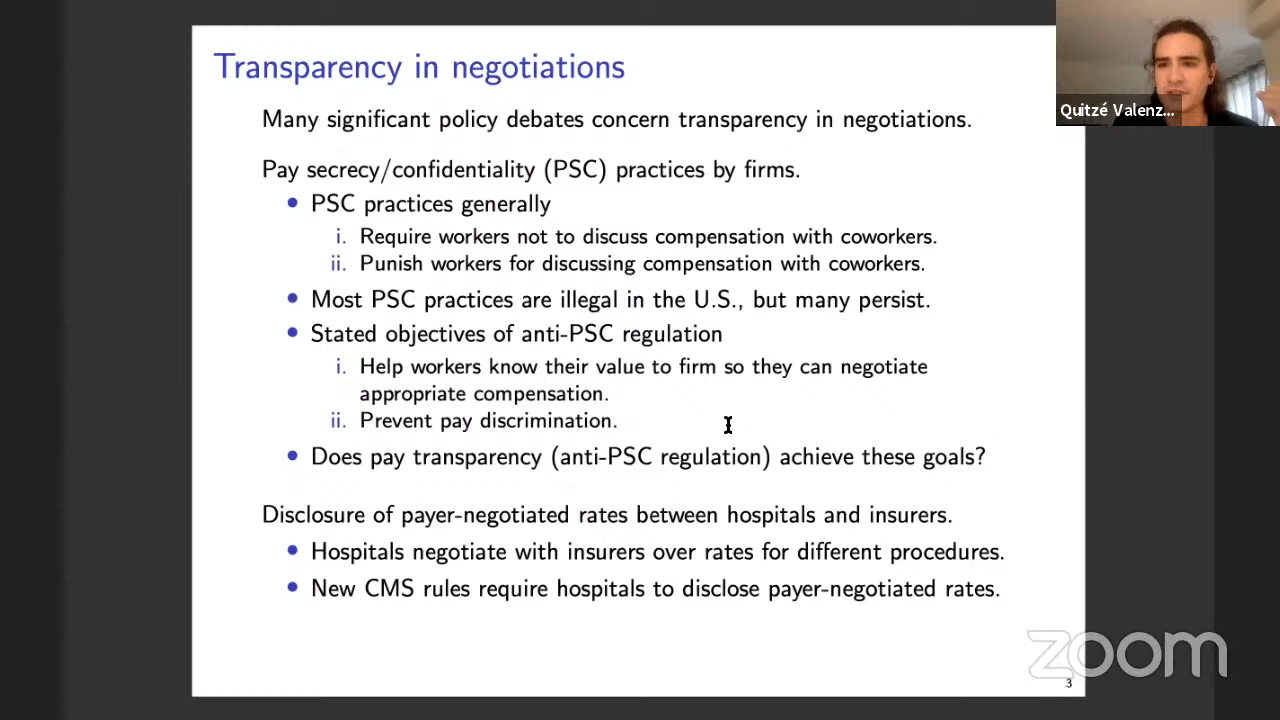 Transparency in negotiations
Many significant policy debates concern transparency in negotiations.
Pay secrecy/confidentiality (PSC) practices by firms.
• PSC practices generally
i. Require workers not to discuss compensation with coworkers.
ii. Punish workers for discussing compensation with coworkers.
• Most PSC practices are illegal in the U.S., but many persist.
• Stated objectives of anti-PSC regulation
i. Help workers know their value to firm so they can negotiate
appropriate compensation.
ii. Prevent pay discrimination.
• Does pay transparency (anti-PSC regulation) achieve these goals?
Disclosure of payer-negotiated rates between hospitals and insurers.
• Hospitals negotiate with insurers over rates for different procedures.
• New CMS rules require hospitals to disclose payer-negotiated rates.
3
Quitzé Valenz...
zoom